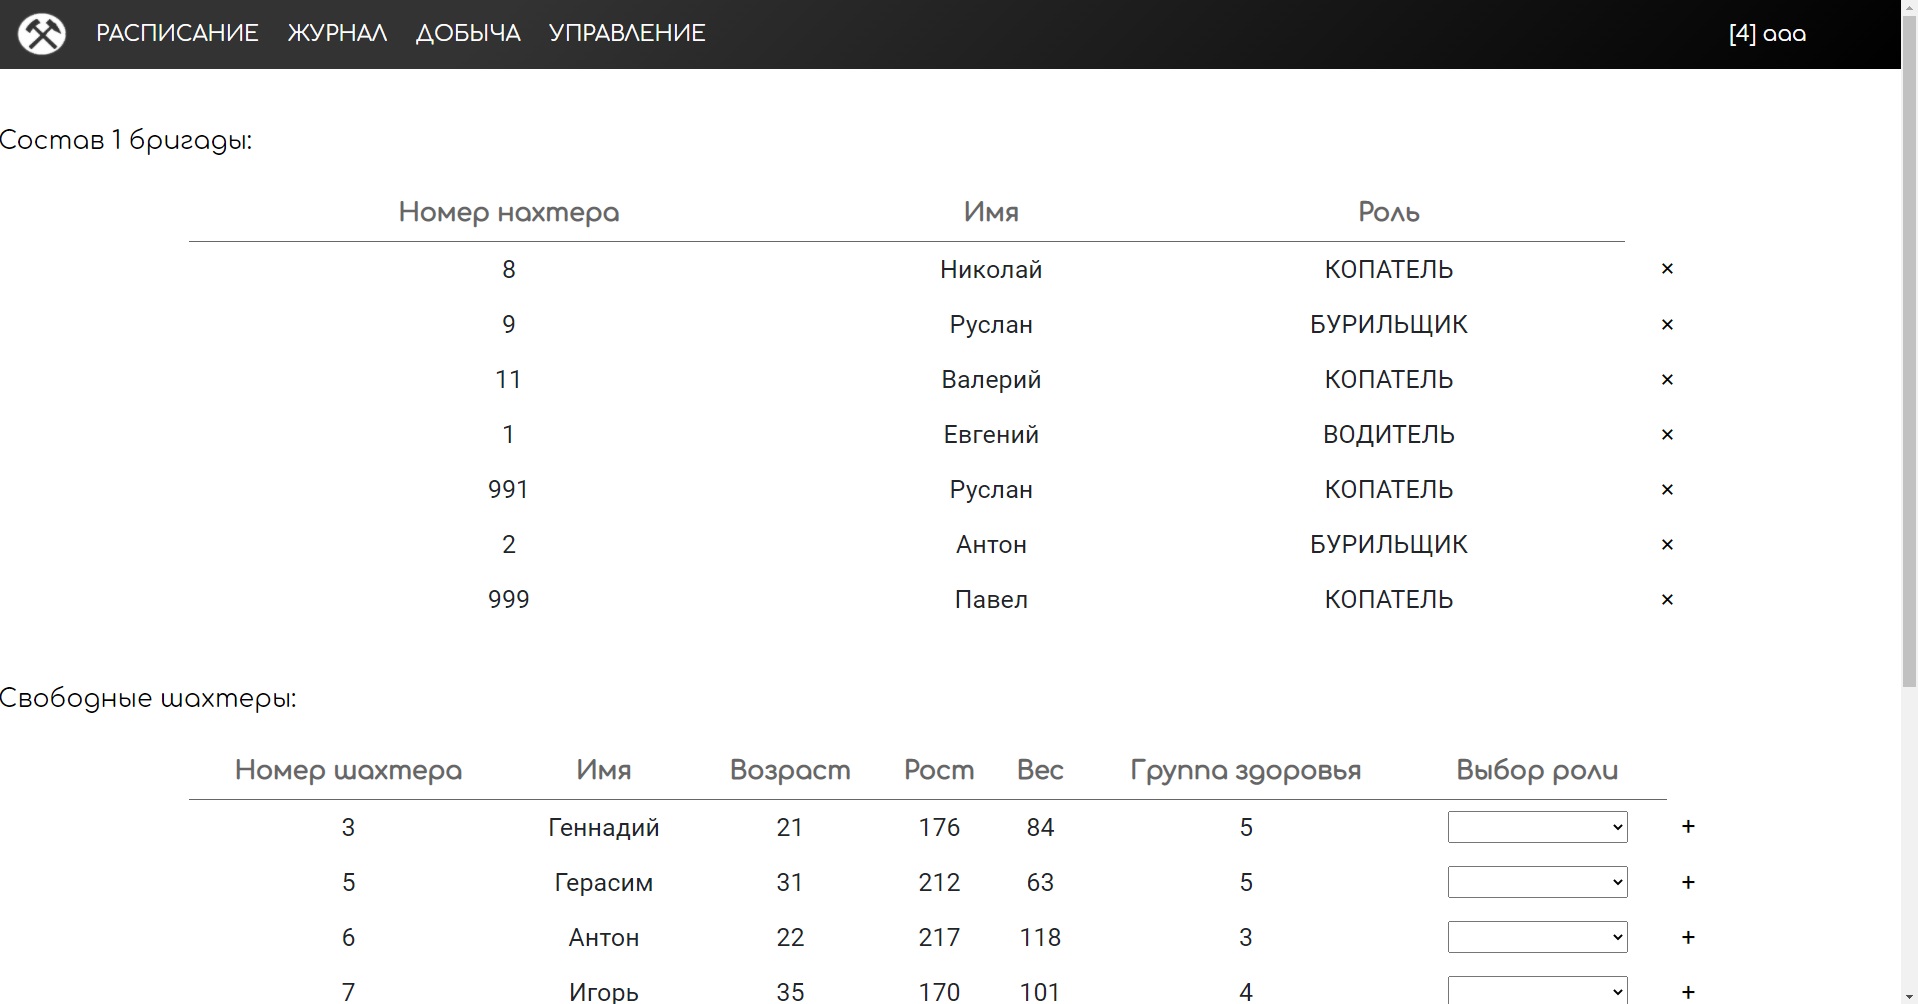 РАСПИСАНИЕ ЖУРНАЛ ДОБЫЧА УПРАВЛЕНИЕ [4] ааа
Состав 1 бригады:
Номер нахтера Имя Роль
8 Николай КОПАТЕЛЬ ×
9 Руслан БУРИЛЬЩИК ×
11 Валерий КОПАТЕЛЬ ×
1 Евгений ВОДИТЕЛЬ ×
991 Руслан КОПАТЕЛЬ ×
2 Антон БУРИЛЬЩИК ×
999 Павел КОПАТЕЛЬ ×
Свободные шахтеры:
Номер шахтера Имя Возраст Рост Вес Группа здоровья Выбор роли
3 Геннадий 21 176 84 5 +
5 Герасим 31 212 63 5 +
6 Антон 22 217 118 3 +
7 Игорь 35 170 101 4 +